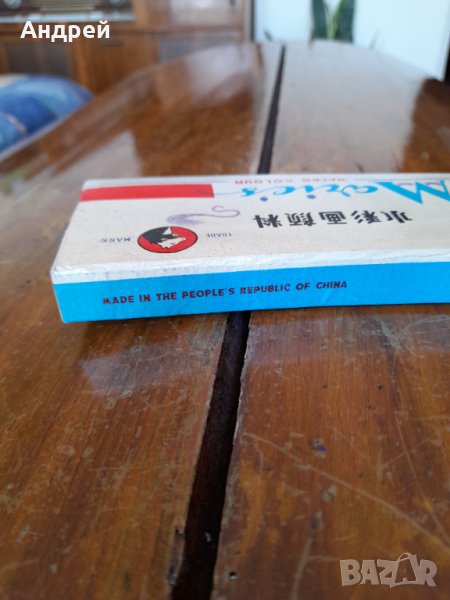 Андрей
Marie's
WATER COLOUR
水彩画颜料
TRADE MARK
MADE IN THE PEOPLE'S REPUBLIC OF CHINA
BAZAR